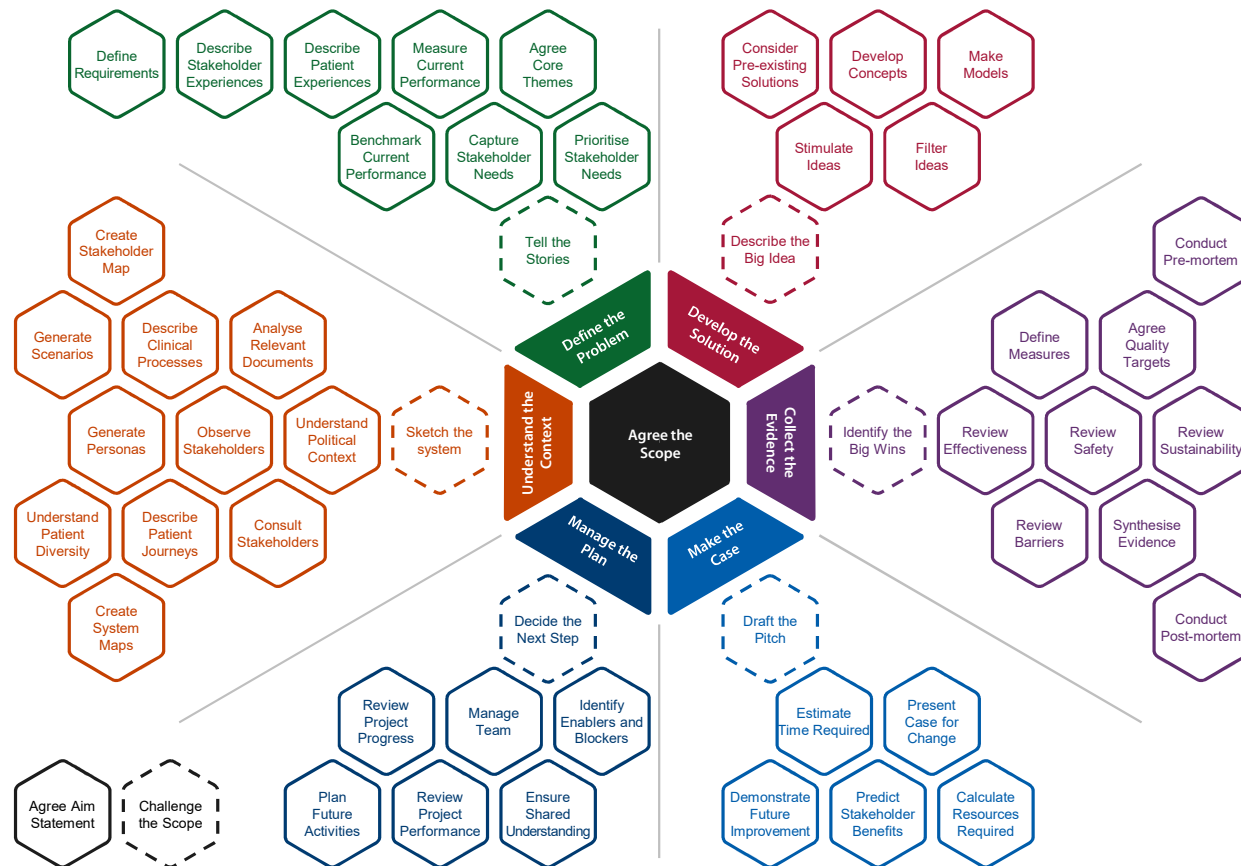 Define
Requirements
Describe
Stakeholder
Experiences
Describe
Patient
Experiences
Measure
Current
Performance
Agree
Core
Themes
Benchmark
Current
Performance
Capture
Stakeholder
Needs
Prioritise
Stakeholder
Needs
Tell the
Stories
Define the
Problem
Consider
Pre-existing
Solutions
Develop
Concepts
Make
Models
Stimulate
Ideas
Filter
Ideas
Describe the
Big Idea
Develop the
Solution
Create
Stakeholder
Map
Generate
Scenarios
Describe
Clinical
Processes
Analyse
Relevant
Documents
Generate
Personas
Observe
Stakeholders
Understand
Political
Context
Sketch the
system
Understand
Patient
Diversity
Describe
Patient
Journeys
Consult
Stakeholders
Create
System
Maps
Understand the
Context
Agree the
Scope
Collect the
Evidence
Identify the
Big Wins
Conduct
Pre-mortem
Define
Measures
Agree
Quality
Targets
Review
Effectiveness
Review
Safety
Review
Sustainability
Review
Barriers
Synthesise
Evidence
Conduct
Post-mortem
Manage the
Plan
Decide the
Next Step
Review
Project
Progress
Manage
Team
Identify
Enablers and
Blockers
Plan
Future
Activities
Review
Project
Performance
Ensure
Shared
Understanding
Make the
Case
Draft the
Pitch
Estimate
Time Required
Present
Case for
Change
Demonstrate
Future
Improvement
Predict
Stakeholder
Benefits
Calculate
Resources
Required
Agree Aim
Statement
Challenge
the Scope